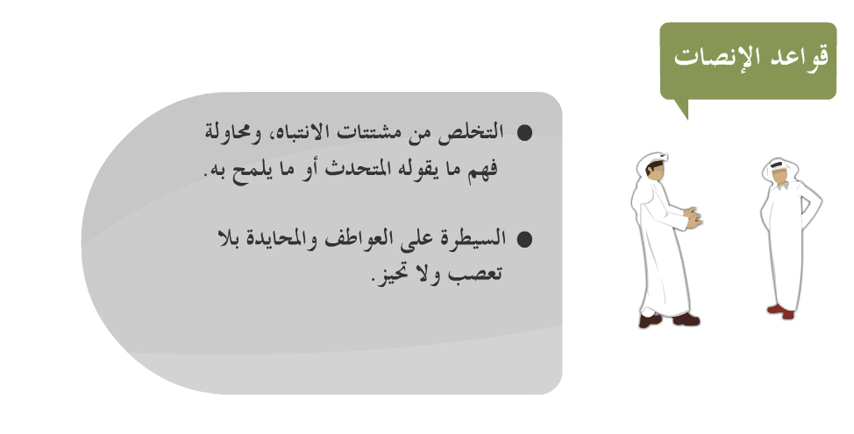 قواعد الإنصات
● التخلص من مشتتات الانتباه، ومحاولة
فهم ما يقوله المتحدث أو ما يلمح به.
● السيطرة على العواطف والمحايدة بلا
تعصب ولا تحيز.